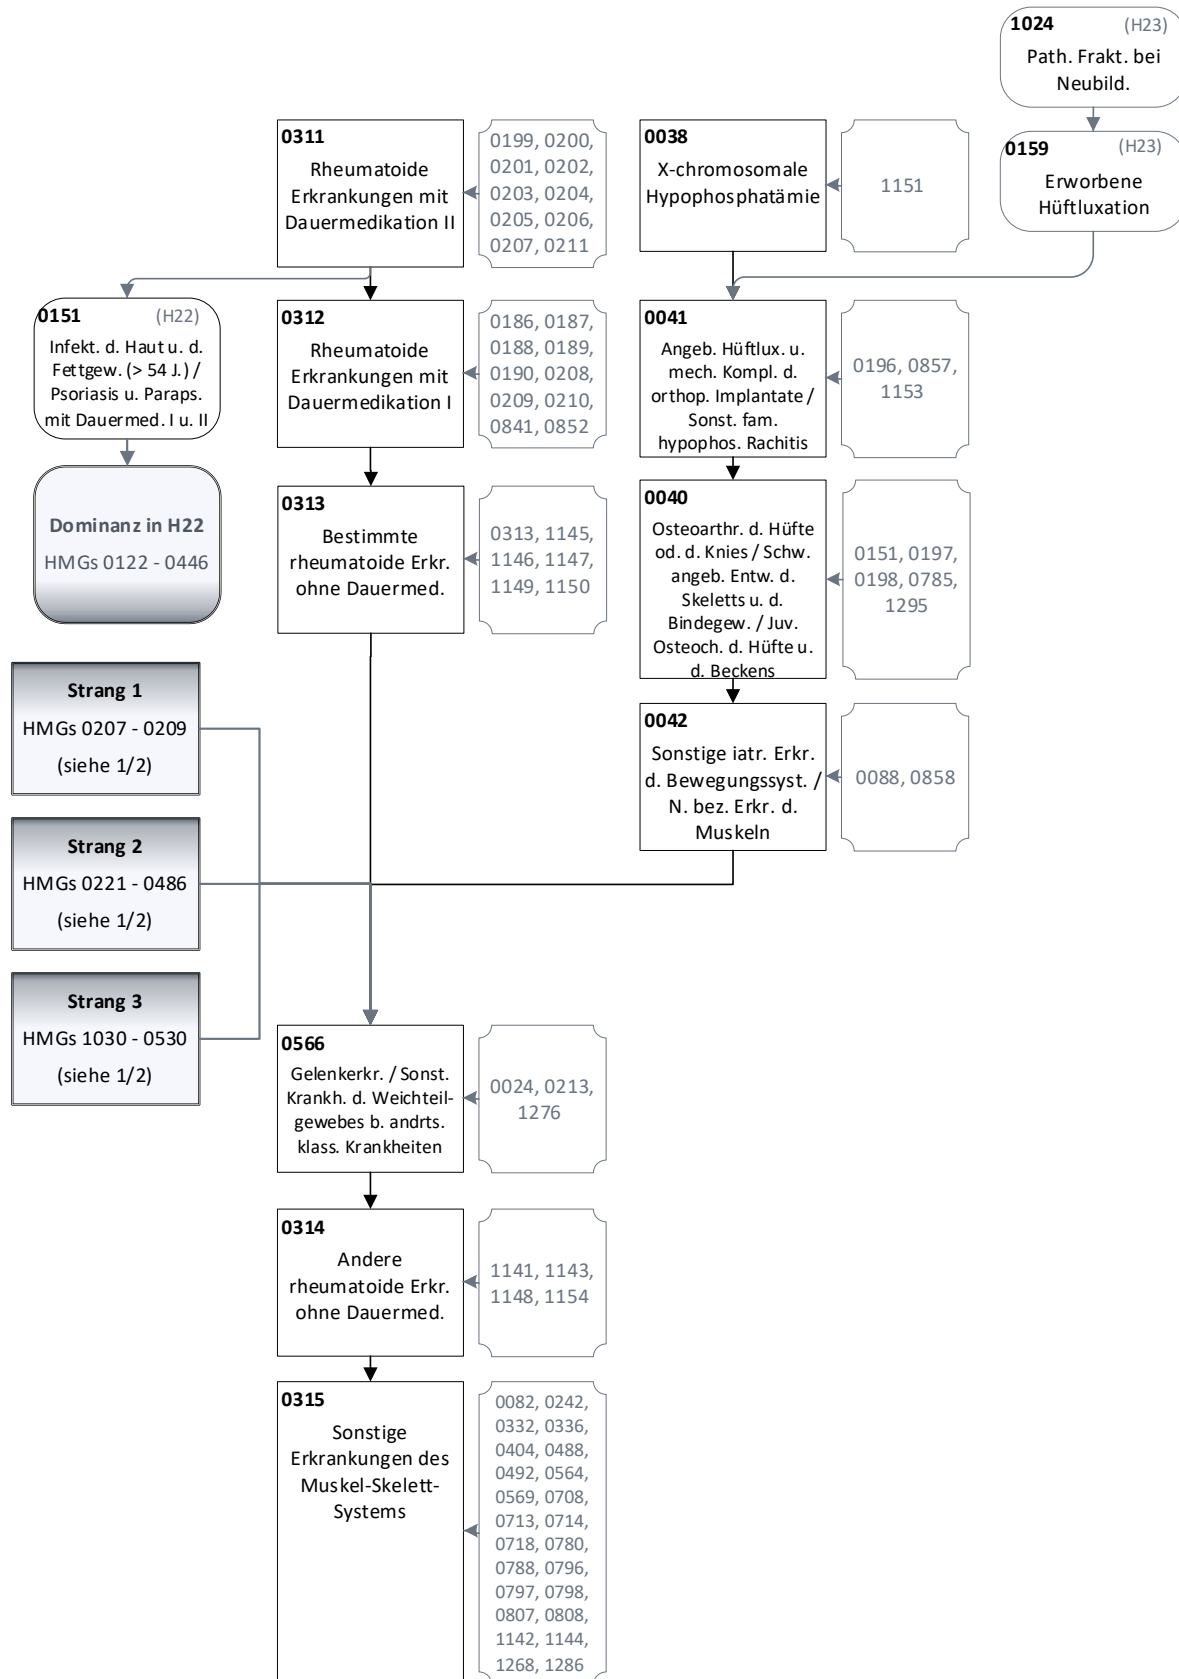 1024 (H23)
Path. Frakt. bei
Neubild.
0159 (H23)
Erworbene
Hüftluxation
0311
Rheumatoide
Erkrankungen mit
Dauermedikation II
0199, 0200,
0201, 0202,
0203, 0204,
0205, 0206,
0207, 0211
0038
X-chromosomale
Hypophosphatämie
1151
0151 (H22)
Infekt. d. Haut u. d.
Fettgew. (> 54 J.) /
Psoriasis u. Paraps.
mit Dauermed. I u. II
0312
Rheumatoide
Erkrankungen mit
Dauermedikation I
0186, 0187,
0188, 0189,
0190, 0208,
0209, 0210,
0841, 0852
0041
Angeb. Hüftlux. u.
mech. Kompl. d.
orthop. Implantate /
Sonst. fam.
hypophos. Rachitis
0196, 0857,
1153
Dominanz in H22
HMGs 0122 - 0446
0313
Bestimmte
rheumatoide Erkr.
ohne Dauermed.
0313, 1145,
1146, 1147,
1149, 1150
0040
Osteoarthr. d. Hüfte
od. d. Knies / Schw.
angeb. Entw. d.
Skeletts u. d.
Bindegew. / Juv.
Osteoch. d. Hüfte u.
d. Beckens
0151, 0197,
0198, 0785,
1295
Strang 1
HMGs 0207 - 0209
(siehe 1/2)
0042
Sonstige iatr. Erkr.
d. Bewegungssyst. /
N. bez. Erkr. d.
Muskeln
0088, 0858
Strang 2
HMGs 0221 - 0486
(siehe 1/2)
Strang 3
HMGs 1030 - 0530
(siehe 1/2)
0566
Gelenkerkr. / Sonst.
Krankh. d. Weichteil-
gewebes b. andrts.
klass. Krankheiten
0024, 0213,
1276
0314
Andere
rheumatoide Erkr.
ohne Dauermed.
1141, 1143,
1148, 1154
0315
Sonstige
Erkrankungen des
Muskel-Skelett-
Systems
0082, 0242,
0332, 0336,
0404, 0488,
0492, 0564,
0569, 0708,
0713, 0714,
0718, 0780,
0788, 0796,
0797, 0798,
0807, 0808,
1142, 1144,
1268, 1286